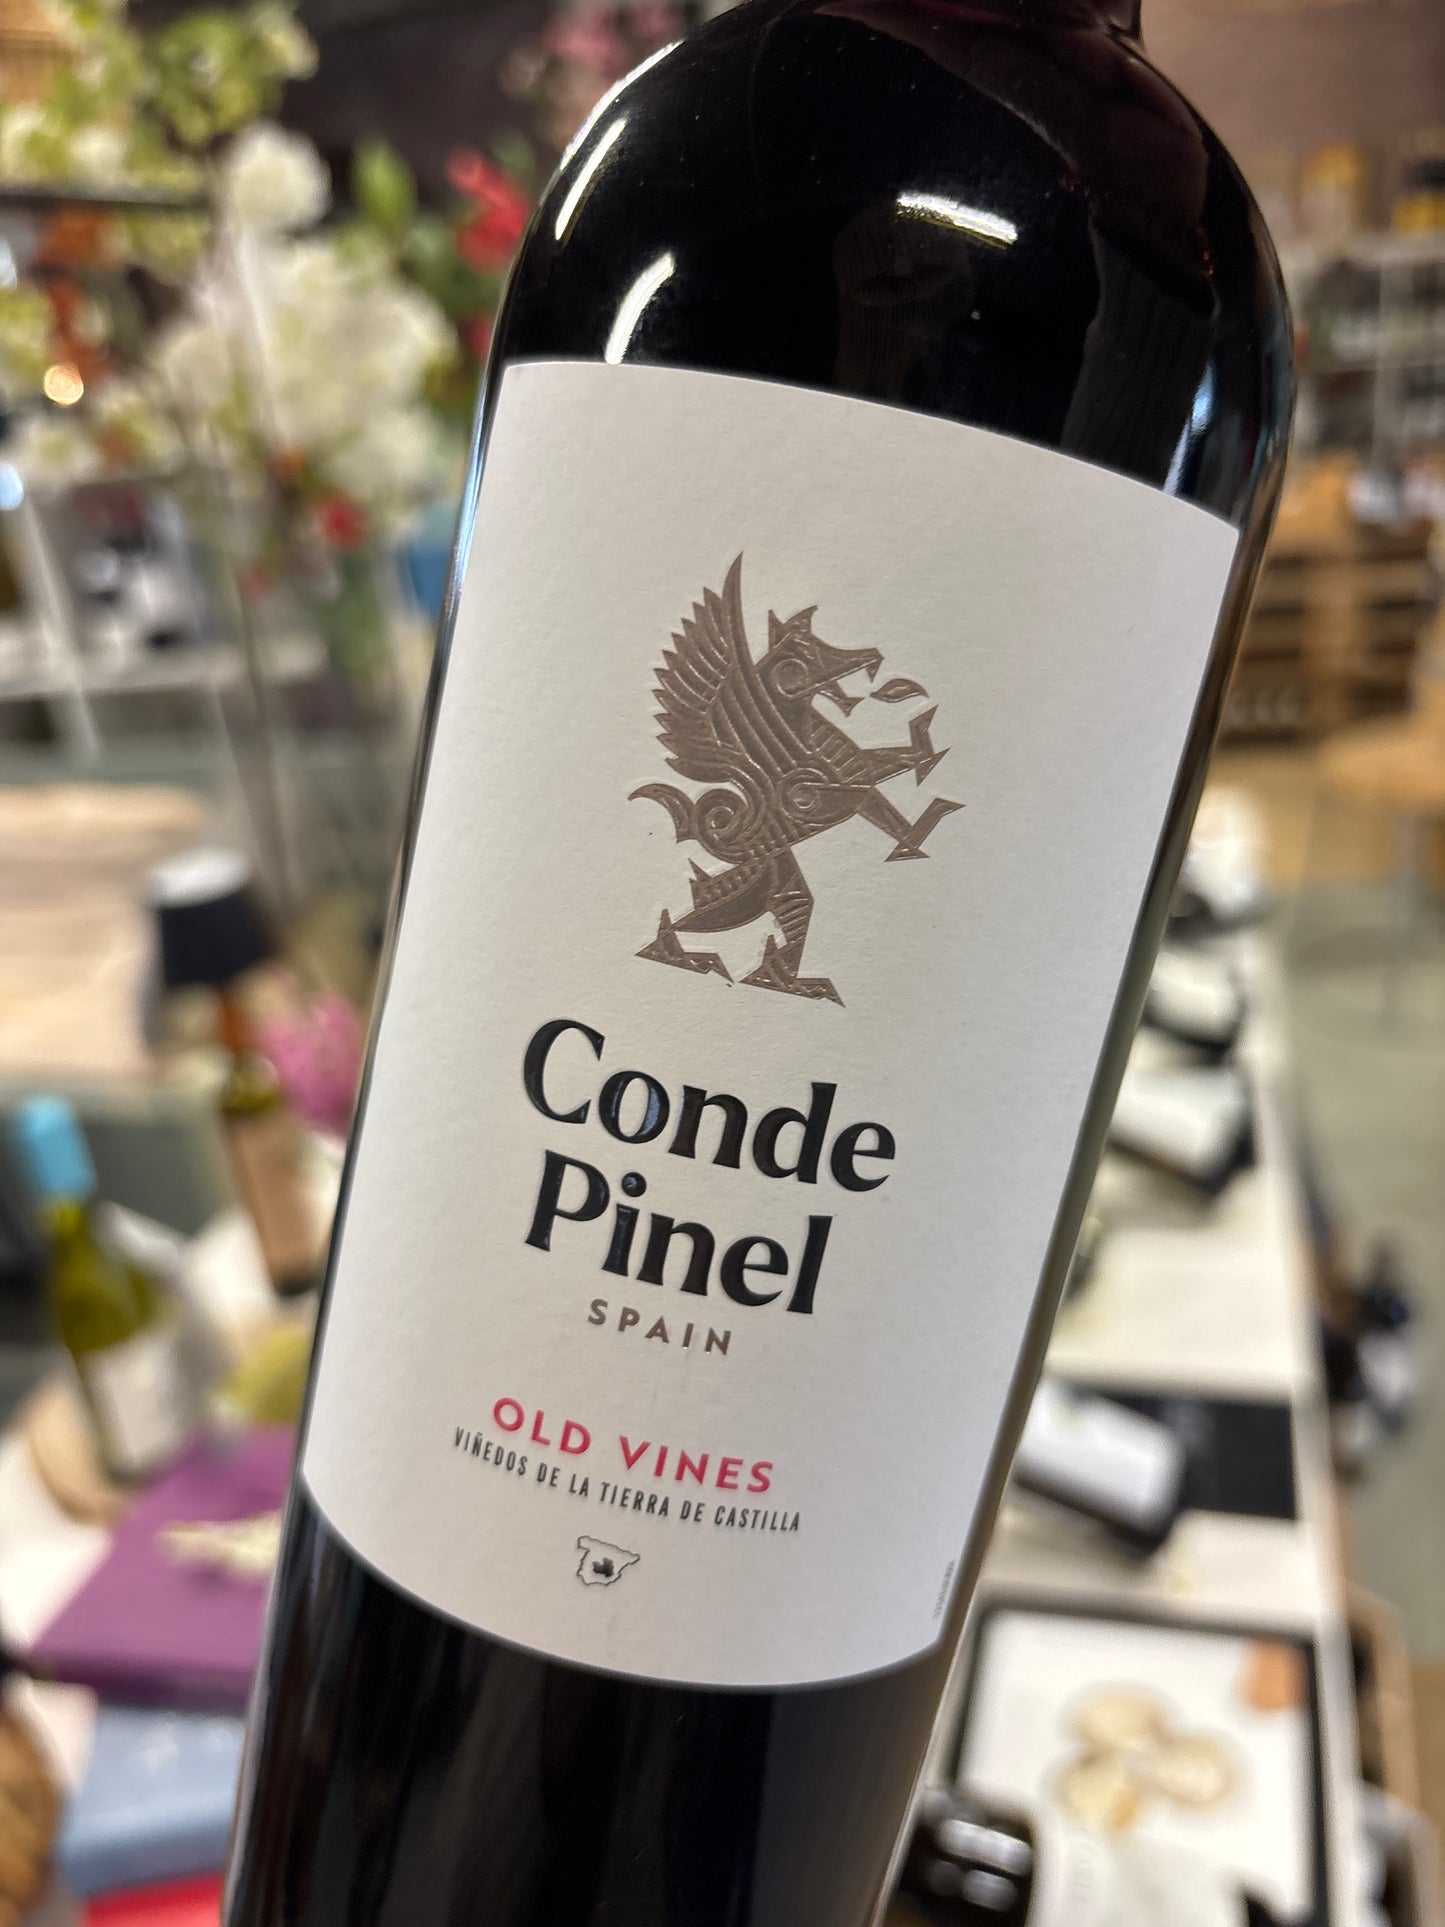 Conde
Pinel
SPAIN
OLD VINES
VIÑEDOS DE LA TIERRA DE CASTILLA